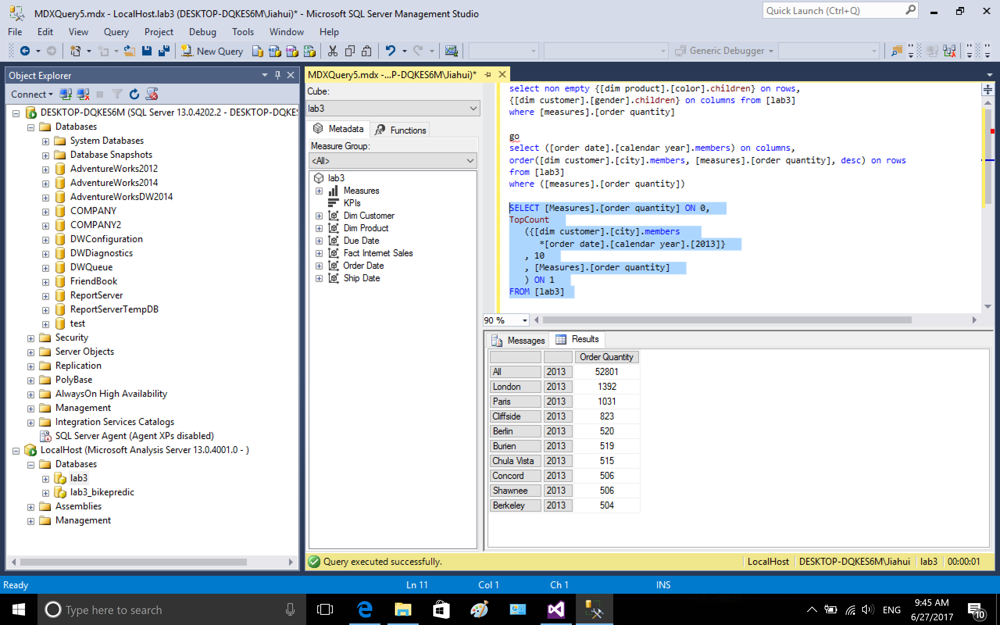 MDXQuery5.mdx - LocalHost.lab3 (DESKTOP-DQKES6M\Jiahui)* - Microsoft SQL Server Management Studio
Quick Launch (Ctrl+Q)
File Edit View Query Project Debug Tools Window Help
New Query
Generic Debugger
Object Explorer
Connect
DESKTOP-DQKES6M (SQL Server 13.0.4202.2 - DESKTOP-DQKE
Databases
System Databases
Database Snapshots
AdventureWorks2012
AdventureWorks2014
AdventureWorksDW2014
COMPANY
COMPANY2
DWConfiguration
DWDiagnostics
DWQueue
FriendBook
ReportServer
ReportServerTempDB
test
Security
Server Objects
Replication
PolyBase
AlwaysOn High Availability
Management
Integration Services Catalogs
SQL Server Agent (Agent XPs disabled)
LocalHost (Microsoft Analysis Server 13.0.4001.0 - )
Databases
lab3
lab3_bikepredic
Assemblies
Management
MDXQuery5.mdx -...P-DQKES6M\Jiahui)*
Cube:
lab3
Metadata Functions
Measure Group:
<All>
lab3
Measures
KPIs
Dim Customer
Dim Product
Due Date
Fact Internet Sales
Order Date
Ship Date
select non empty {[dim product].[color].children} on rows,
{[dim customer].[gender].children} on columns from [lab3]
where [measures].[order quantity]
go
select ([order date].[calendar year].members) on columns,
order([dim customer].[city].members, [measures].[order quantity], desc) on rows
from [lab3]
where ([measures].[order quantity])
SELECT [Measures].[order quantity] ON 0,
TopCount
({[dim customer].[city].members
*[order date].[calendar year].[2013]}
, 10
, [Measures].[order quantity]
) ON 1
FROM [lab3]
90 %
Messages Results
Order Quantity
All 2013 52801
London 2013 1392
Paris 2013 1031
Cliffside 2013 823
Berlin 2013 520
Burien 2013 519
Chula Vista 2013 515
Concord 2013 506
Shawnee 2013 506
Berkeley 2013 504
Query executed successfully.
LocalHost DESKTOP-DQKES6M\Jiahui lab3 00:00:01
Ready Ln 11 Col 1 Ch 1 INS
Type here to search
ENG
9:45 AM
6/27/2017
10